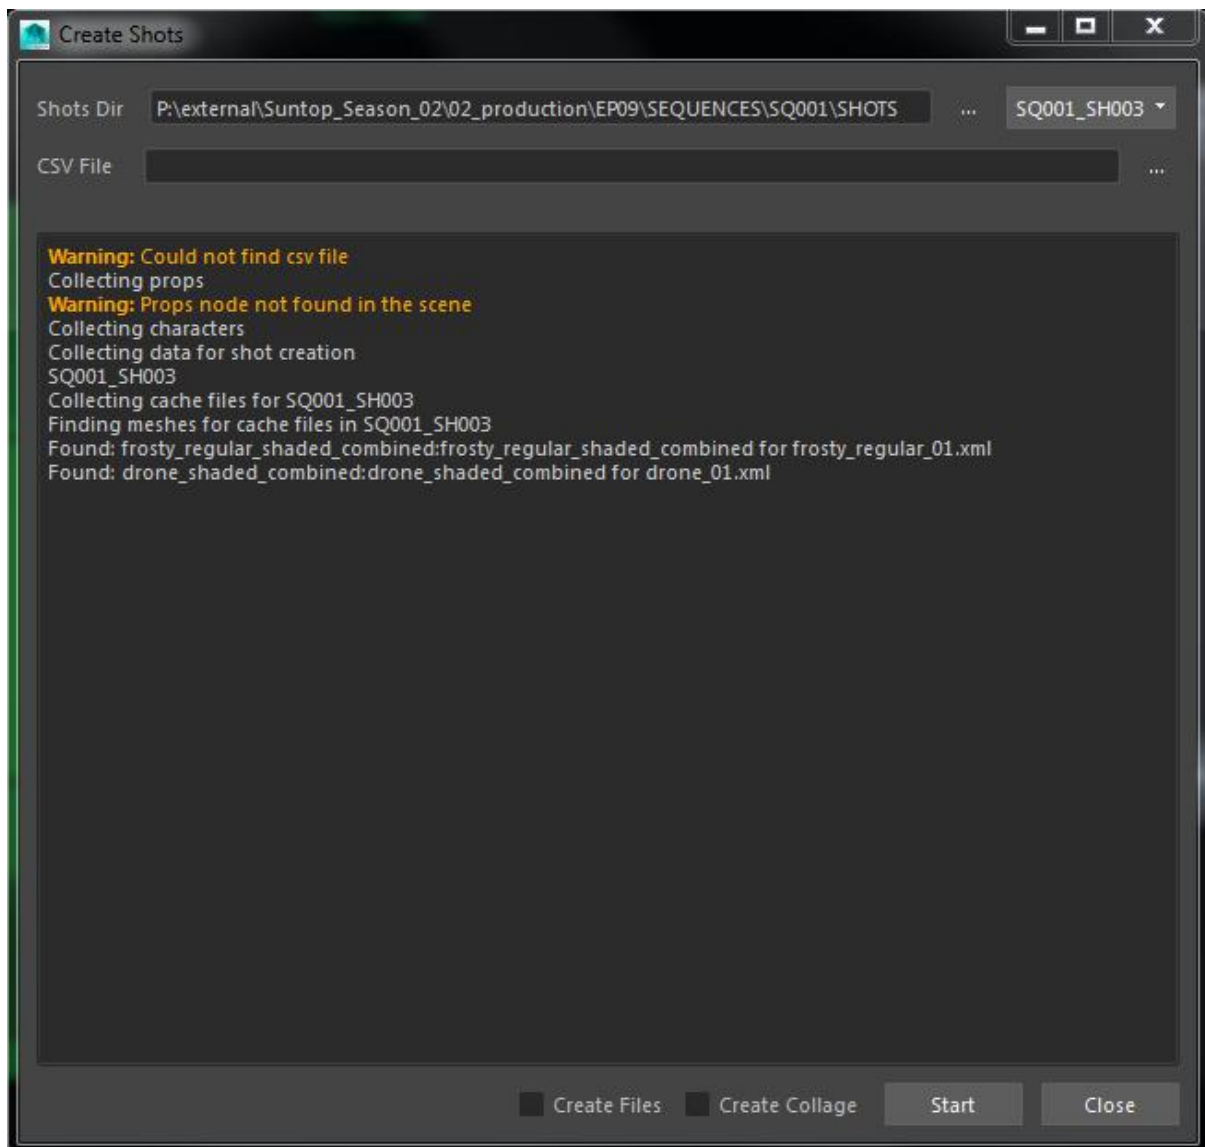 Create Shots
Shots Dir P:\external\Suntop_Season_02\02_production\EP09\SEQUENCES\SQ001\SHOTS ... SQ001_SH003
CSV File ...
Warning: Could not find csv file
Collecting props
Warning: Props node not found in the scene
Collecting characters
Collecting data for shot creation
SQ001_SH003
Collecting cache files for SQ001_SH003
Finding meshes for cache files in SQ001_SH003
Found: frosty_regular_shaded_combined:frosty_regular_shaded_combined for frosty_regular_01.xml
Found: drone_shaded_combined:drone_shaded_combined for drone_01.xml
Create Files Create Collage Start Close